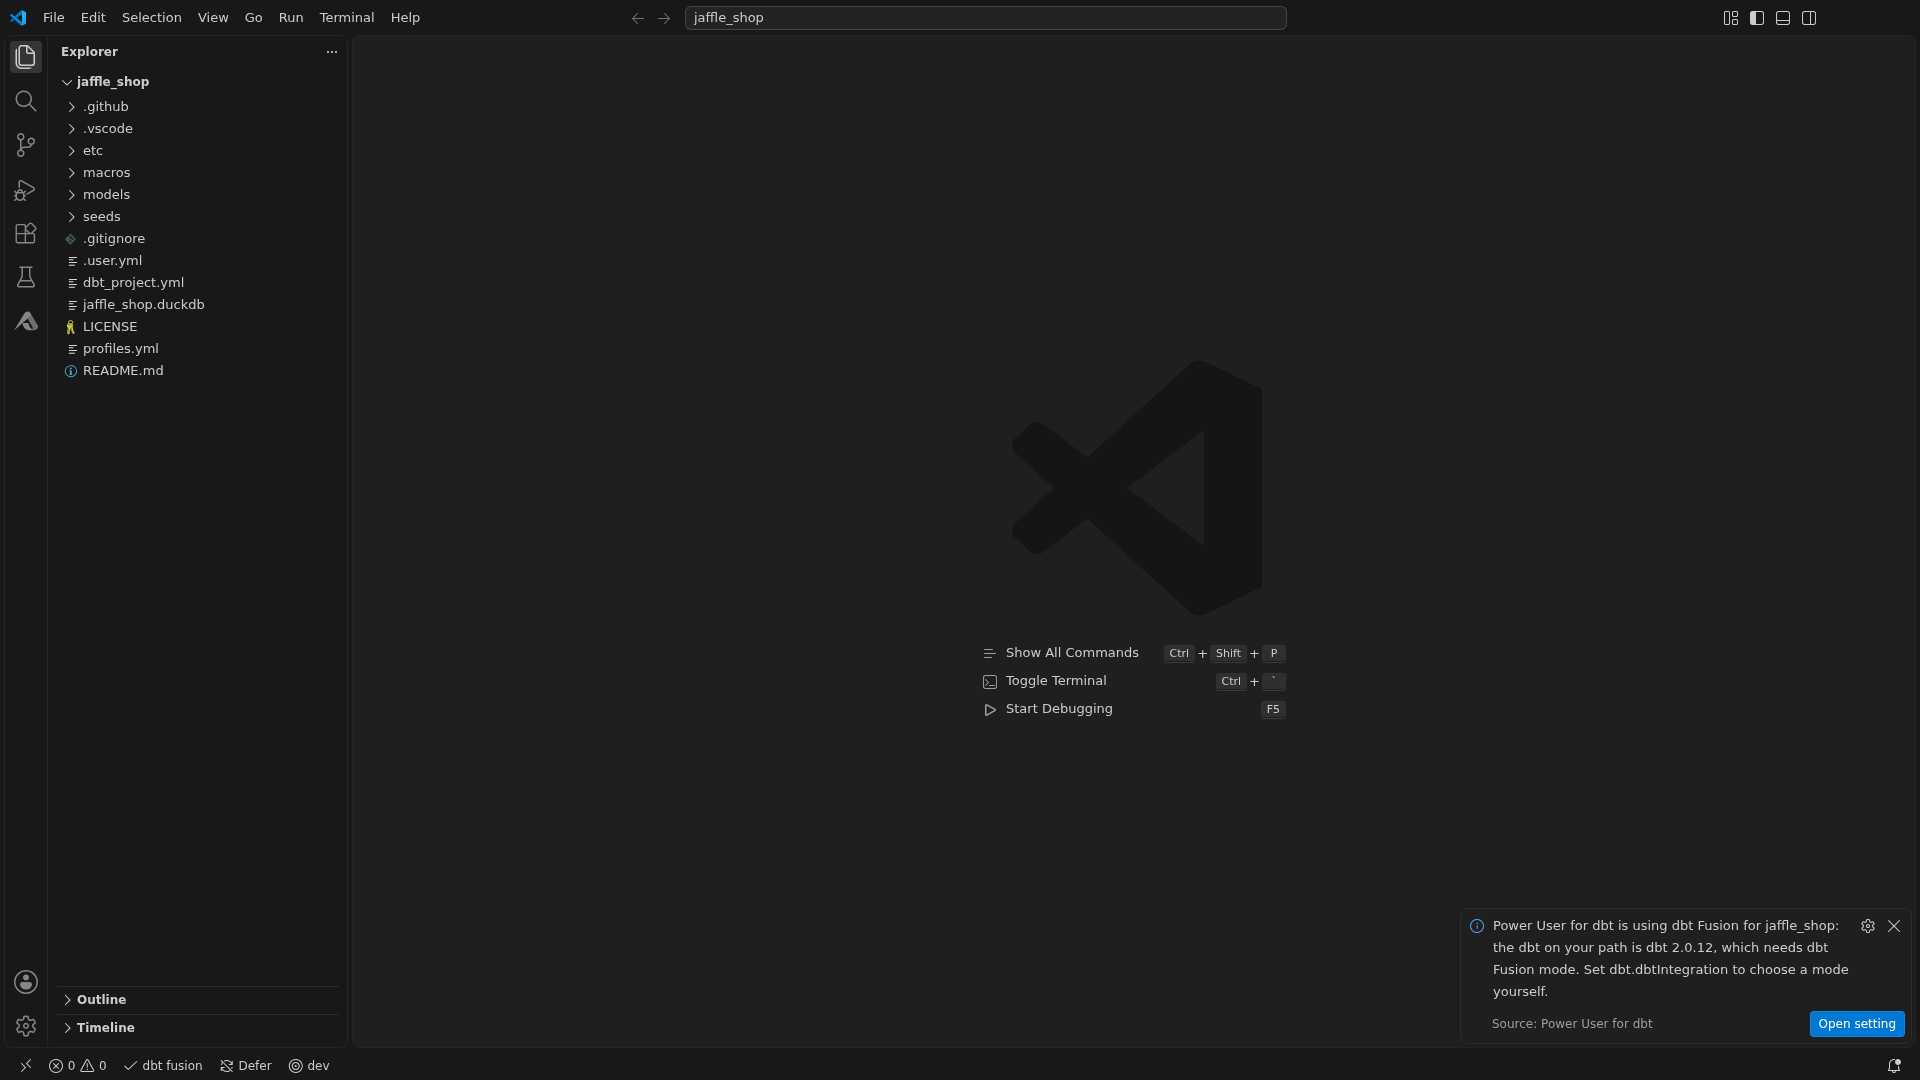 File Edit Selection View Go Run Terminal Help
jaffle_shop
Explorer
jaffle_shop
.github
.vscode
etc
macros
models
seeds
.gitignore
.user.yml
dbt_project.yml
jaffle_shop.duckdb
LICENSE
profiles.yml
README.md
Show All Commands Ctrl + Shift + P
Toggle Terminal Ctrl + `
Start Debugging F5
Power User for dbt is using dbt Fusion for jaffle_shop:
the dbt on your path is dbt 2.0.12, which needs dbt
Fusion mode. Set dbt.dbtIntegration to choose a mode
yourself.
Source: Power User for dbt Open setting
Outline
Timeline
0 0 dbt fusion Defer dev